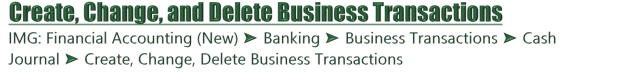 Create, Change, and Delete Business Transactions
IMG: Financial Accounting (New) ➤ Banking ➤ Business Transactions ➤ Cash
Journal ➤ Create, Change, Delete Business Transactions